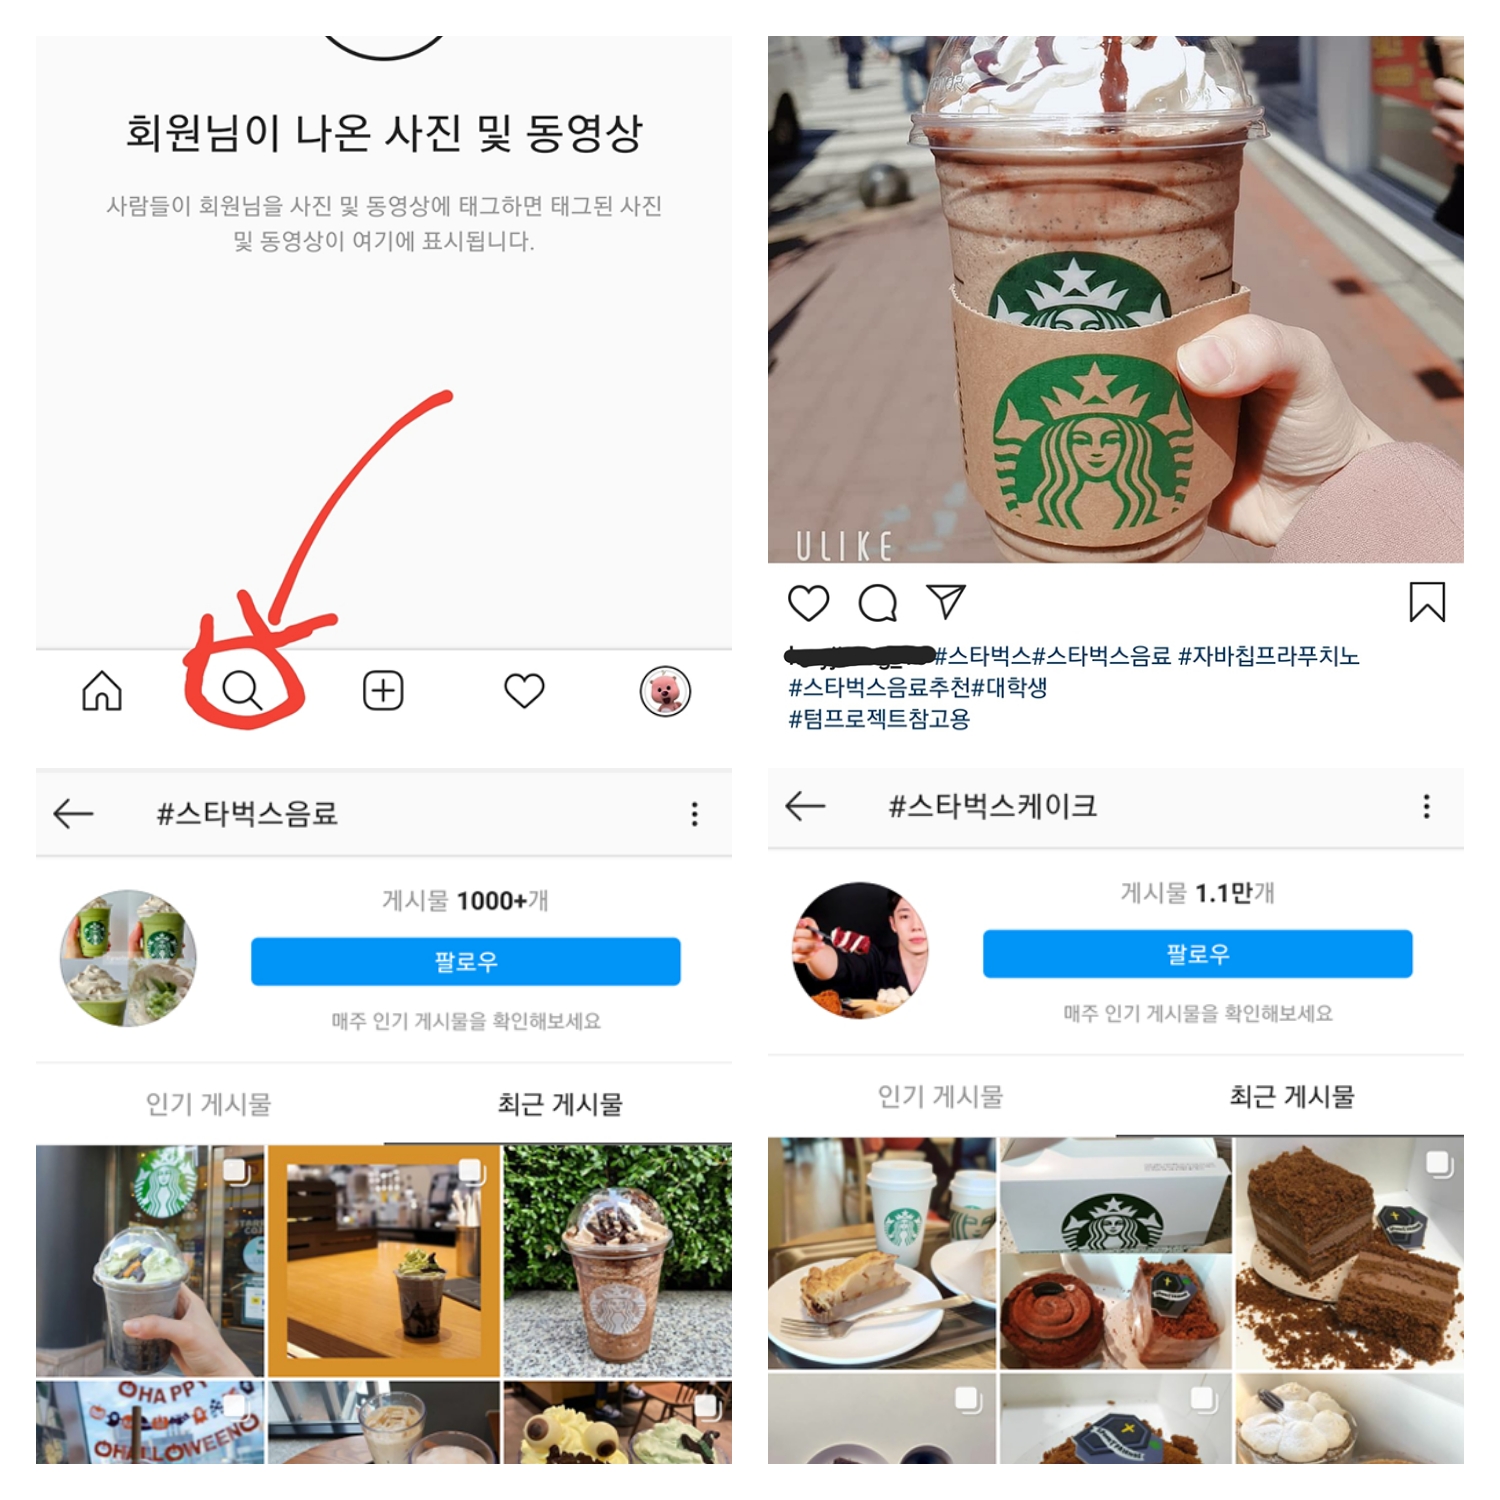 회원님이 나온 사진 및 동영상
사람들이 회원님을 사진 및 동영상에 태그하면 태그된 사진
및 동영상이 여기에 표시됩니다.
ULIKE
#스타벅스#스타벅스음료 #자바칩프라푸치노
#스타벅스음료추천#대학생
#텀프로젝트참고용
#스타벅스음료
게시물 1000+개
팔로우
매주 인기 게시물을 확인해보세요
인기 게시물
최근 게시물
HAPPY
HALLOWEEN
#스타벅스케이크
게시물 1.1만개
팔로우
매주 인기 게시물을 확인해보세요
인기 게시물
최근 게시물